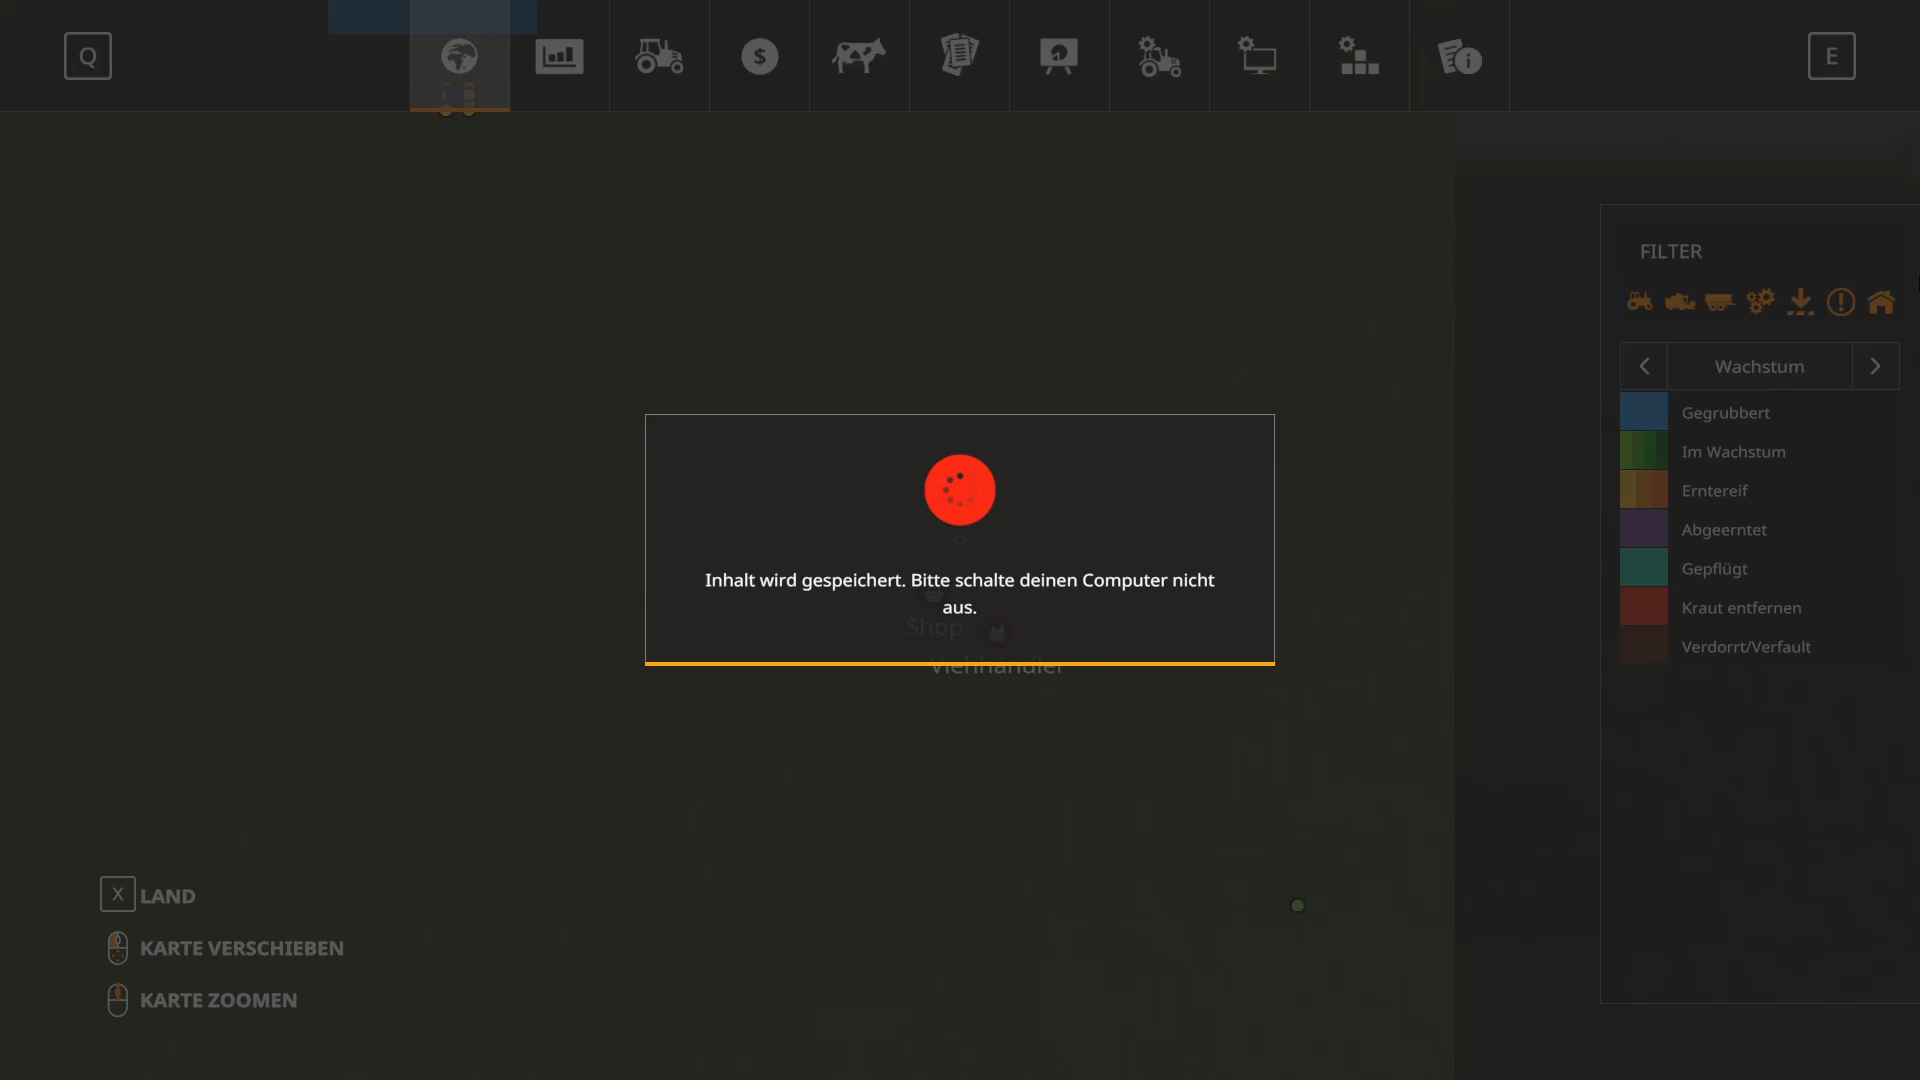 Q
$
E
FILTER
Wachstum
Gegrubbert
Im Wachstum
Erntereif
Abgeerntet
Gepflügt
Kraut entfernen
Verdorrt/Verfault
Inhalt wird gespeichert. Bitte schalte deinen Computer nicht
aus.
Shop
Viehhändler
X LAND
KARTE VERSCHIEBEN
KARTE ZOOMEN